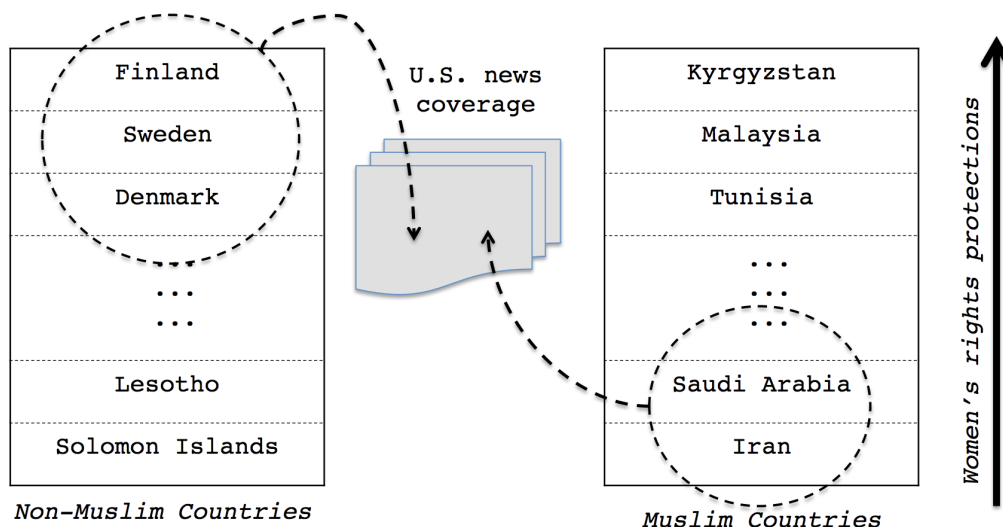 Finland
Sweden
Denmark
...
...
...
Lesotho
Solomon Islands
Non-Muslim Countries
U.S. news
coverage
Kyrgyzstan
Malaysia
Tunisia
...
...
...
Saudi Arabia
Iran
Muslim Countries
Women's rights protections